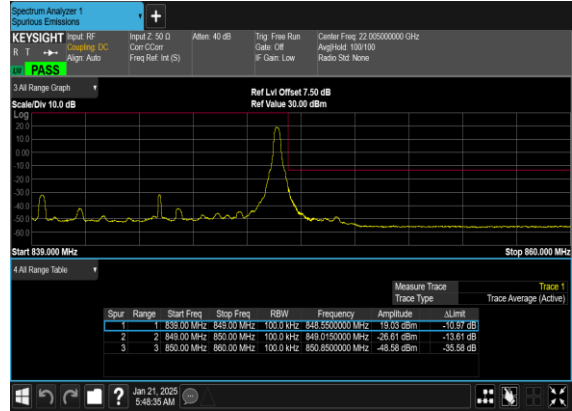 Spectrum Analyzer 1
Spurious Emissions
+
KEYSIGHT Input: RF Input Z: 50 Ω Atten: 40 dB Trig: Free Run Center Freq: 22.005000000 GHz
R T Coupling: DC Corr CCorr Gate: Off Avg|Hold: 100/100
Align: Auto Freq Ref: Int (S) IF Gain: Low Radio Std: None
PASS
3 All Range Graph
Ref Lvl Offset 7.50 dB
Scale/Div 10.0 dB Ref Value 30.00 dBm
Log
20.0
10.0
0.00
-10.0
-20.0
-30.0
-40.0
-50.0
-60.0
Start 839.000 MHz Stop 860.000 MHz
4 All Range Table
Measure Trace Trace 1
Trace Type Trace Average (Active)
Spur Range Start Freq Stop Freq RBW Frequency Amplitude ΔLimit
1 1 839.00 MHz 849.00 MHz 100.0 kHz 848.5500000 MHz 19.03 dBm -10.97 dB
2 2 849.00 MHz 850.00 MHz 100.0 kHz 849.0150000 MHz -26.61 dBm -13.61 dB
3 3 850.00 MHz 860.00 MHz 100.0 kHz 850.8500000 MHz -48.58 dBm -35.58 dB
? Jan 21, 2025
5:48:35 AM